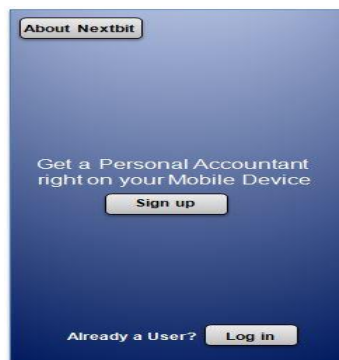 About Nextbit
Get a Personal Accountant
right on your Mobile Device
Sign up
Already a User? Log in